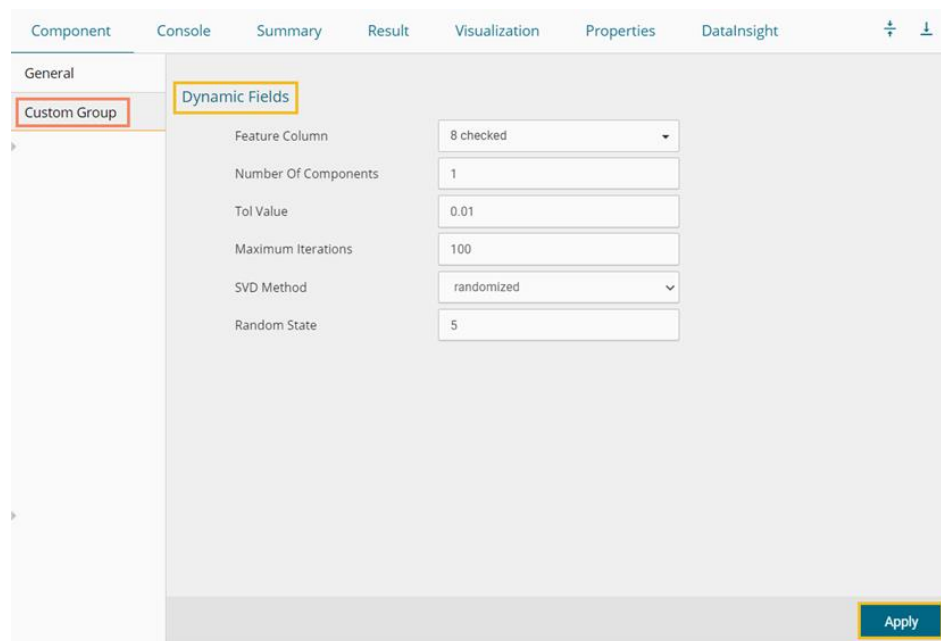 Component Console Summary Result Visualization Properties DataInsight
General
Custom Group
Dynamic Fields
Feature Column 8 checked
Number Of Components 1
Tol Value 0.01
Maximum Iterations 100
SVD Method randomized
Random State 5
Apply